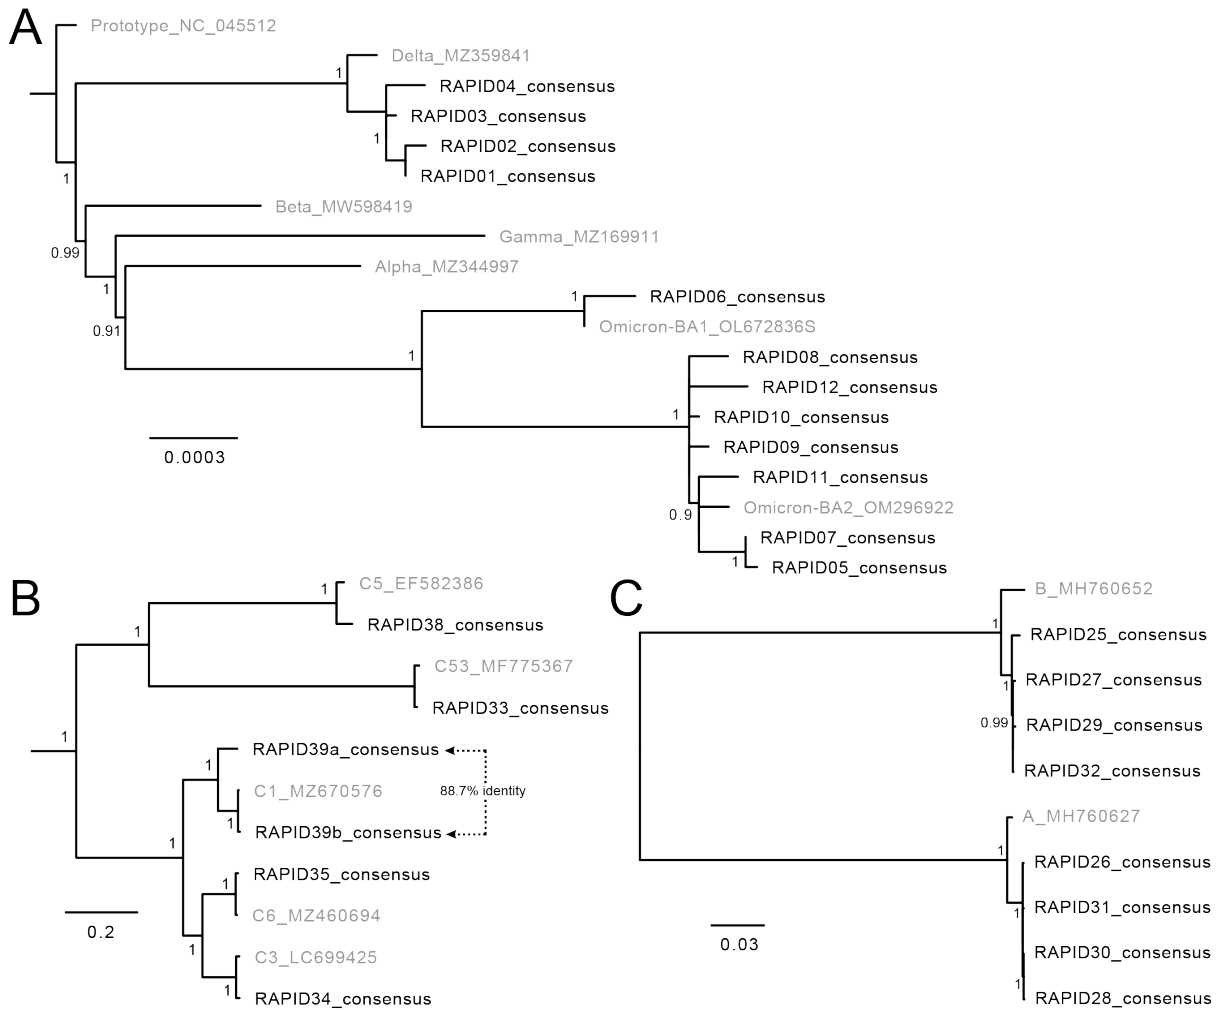 A
Prototype_NC_045512
Delta_MZ359841
1
RAPID04_consensus
RAPID03_consensus
1
RAPID02_consensus
RAPID01_consensus
1
Beta_MW598419
Gamma_MZ169911
0.99
Alpha_MZ344997
1
RAPID06_consensus
1
0.91
Omicron-BA1_OL672836S
1
RAPID08_consensus
RAPID12_consensus
1
RAPID10_consensus
RAPID09_consensus
0.0003
RAPID11_consensus
Omicron-BA2_OM296922
0.9
RAPID07_consensus
1
RAPID05_consensus
B
C5_EF582386
1
RAPID38_consensus
1
C53_MF775367
RAPID33_consensus
1
RAPID39a_consensus
1
C1_MZ670576
88.7% identity
1
RAPID39b_consensus
1
RAPID35_consensus
1
C6_MZ460694
0.2
1
C3_LC699425
1
RAPID34_consensus
C
B_MH760652
1
RAPID25_consensus
RAPID27_consensus
1
0.99
RAPID29_consensus
RAPID32_consensus
A_MH760627
1
RAPID26_consensus
RAPID31_consensus
1
0.03
RAPID30_consensus
1
RAPID28_consensus